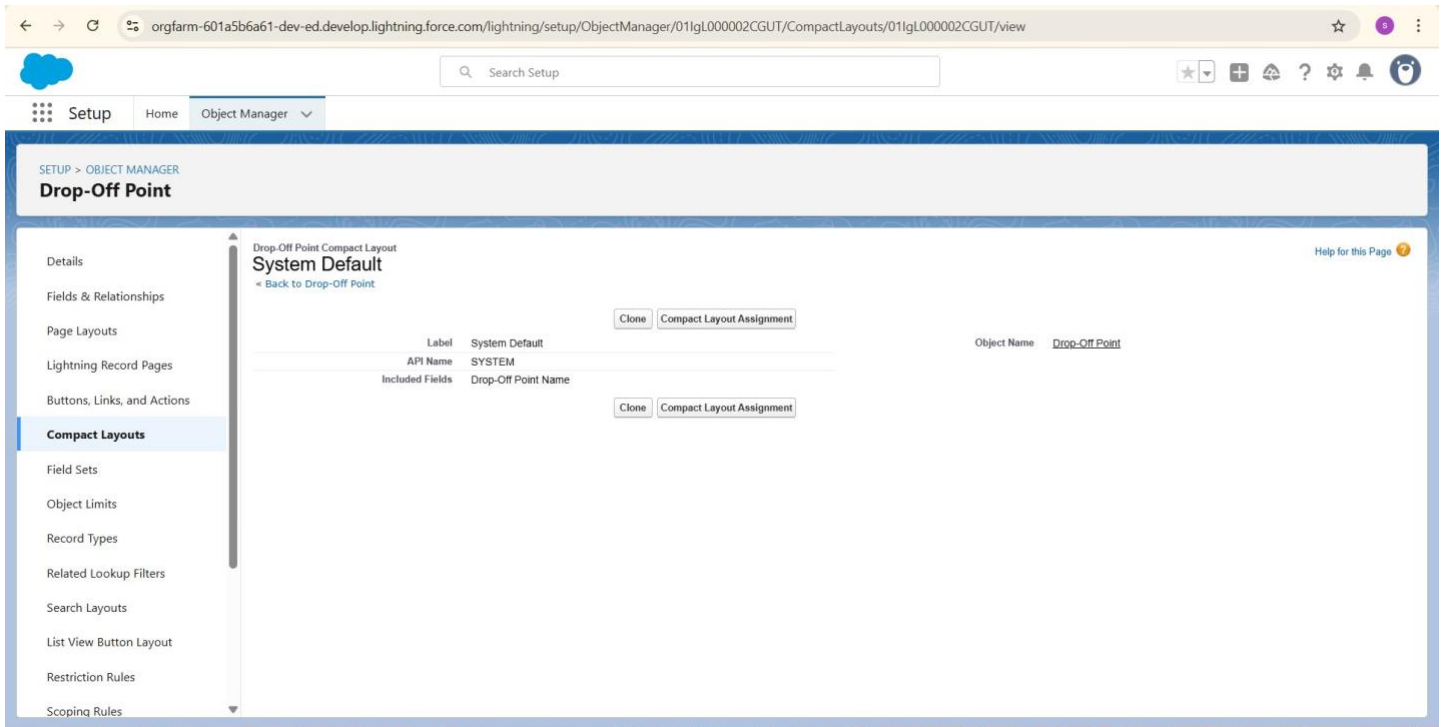 orgfarm-601a5b6a61-dev-ed.develop.lightning.force.com/lightning/setup/ObjectManager/01IgL000002CGUT/CompactLayouts/01IgL000002CGUT/view
S
Search Setup
Setup Home Object Manager
SETUP > OBJECT MANAGER
Drop-Off Point
Details
Fields & Relationships
Page Layouts
Lightning Record Pages
Buttons, Links, and Actions
Compact Layouts
Field Sets
Object Limits
Record Types
Related Lookup Filters
Search Layouts
List View Button Layout
Restriction Rules
Scoping Rules
Drop-Off Point Compact Layout
System Default
« Back to Drop-Off Point
Help for this Page
Clone Compact Layout Assignment
Label System Default Object Name Drop-Off Point
API Name SYSTEM
Included Fields Drop-Off Point Name
Clone Compact Layout Assignment